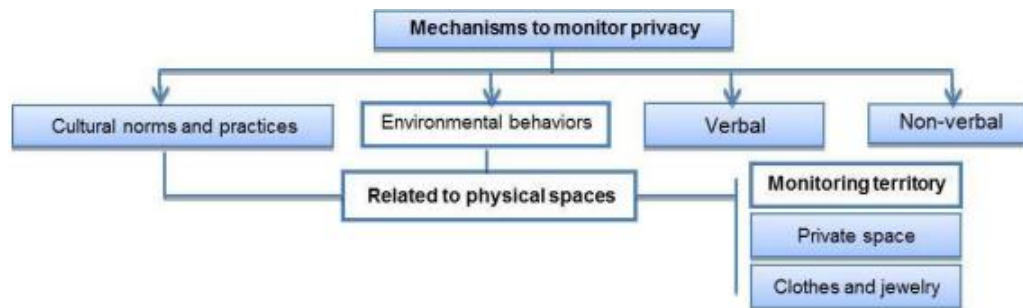 Mechanisms to monitor privacy
Cultural norms and practices
Environmental behaviors
Verbal
Non-verbal
Related to physical spaces
Monitoring territory
Private space
Clothes and jewelry